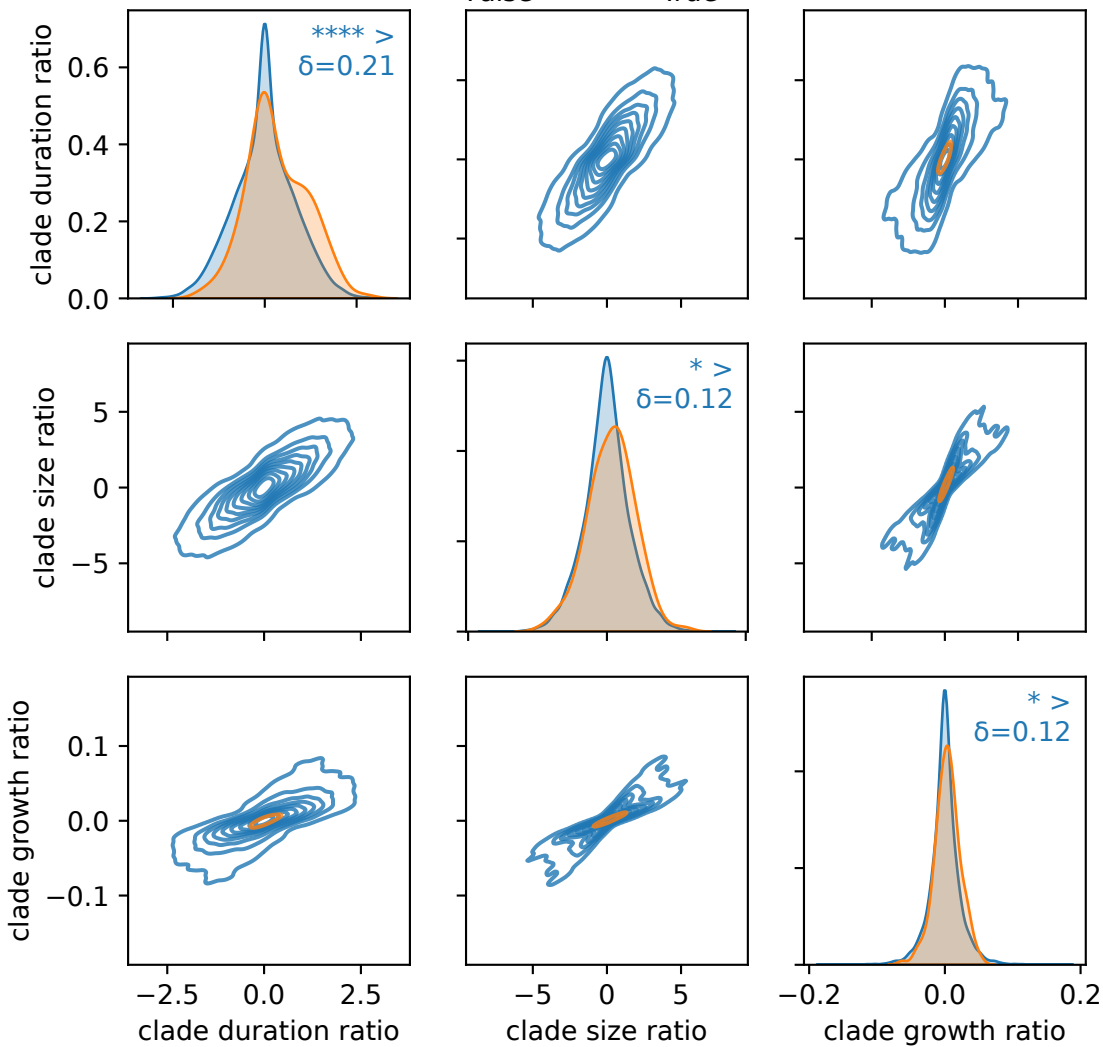 clade duration ratio
0.6
0.4
0.2
0.0
**** >
δ=0.21
clade size ratio
5
0
−5
* >
δ=0.12
clade growth ratio
0.1
0.0
−0.1
* >
δ=0.12
−2.5 0.0 2.5
clade duration ratio
−5 0 5
clade size ratio
−0.2 0.0 0.2
clade growth ratio